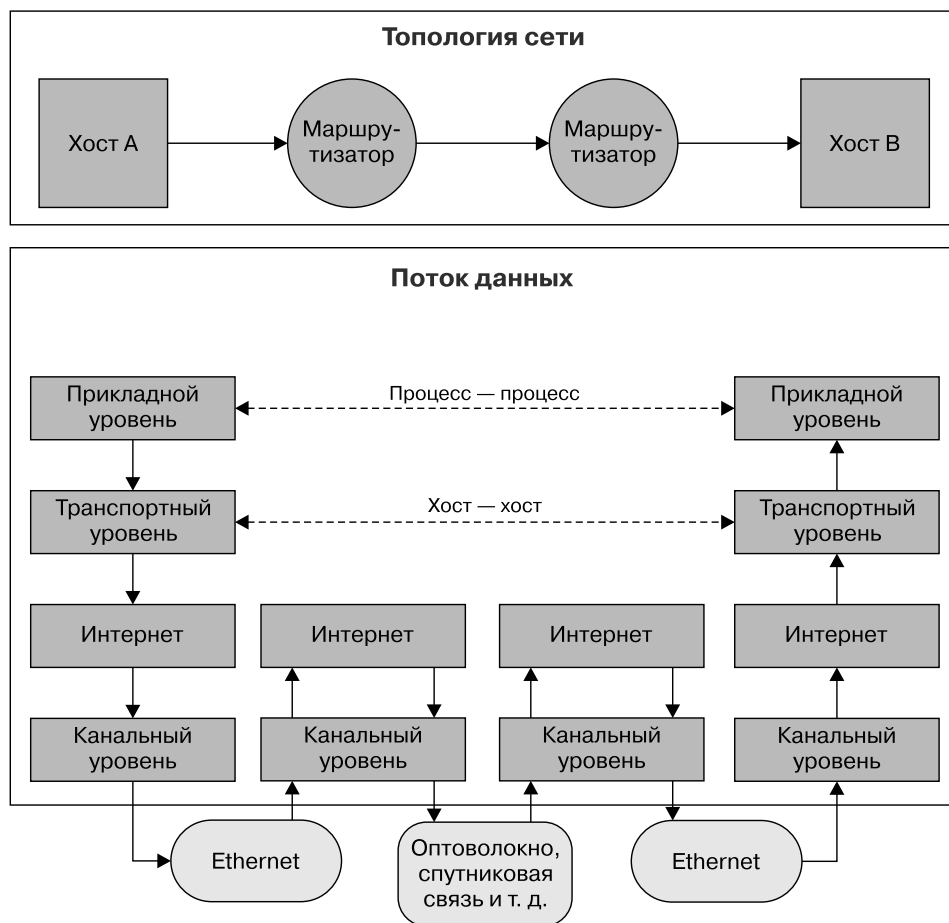 Топология сети
Хост A
Маршру-
тизатор
Маршру-
тизатор
Хост B
Поток данных
Прикладной
уровень
Процесс — процесс
Прикладной
уровень
Транспортный
уровень
Хост — хост
Транспортный
уровень
Интернет
Интернет
Интернет
Интернет
Канальный
уровень
Канальный
уровень
Канальный
уровень
Канальный
уровень
Ethernet
Оптоволокно,
спутниковая
связь и т. д.
Ethernet